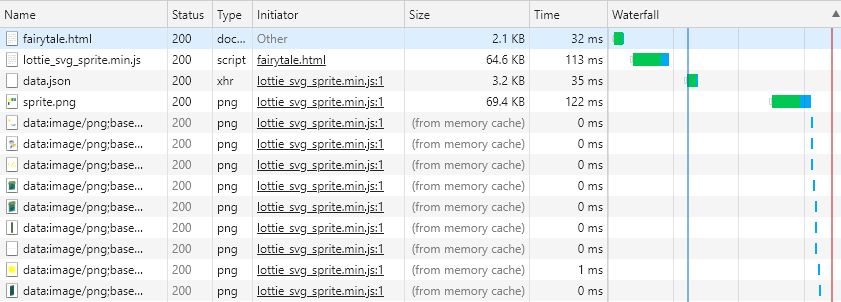 Name Status Type Initiator Size Time Waterfall
fairytale.html 200 doc... Other 2.1 KB 32 ms
lottie_svg_sprite.min.js 200 script fairytale.html 64.6 KB 113 ms
data.json 200 xhr lottie_svg_sprite.min.js:1 3.2 KB 35 ms
sprite.png 200 png lottie_svg_sprite.min.js:1 69.4 KB 122 ms
data:image/png;base... 200 png lottie_svg_sprite.min.js:1 (from memory cache) 0 ms
data:image/png;base... 200 png lottie_svg_sprite.min.js:1 (from memory cache) 0 ms
data:image/png;base... 200 png lottie_svg_sprite.min.js:1 (from memory cache) 0 ms
data:image/png;base... 200 png lottie_svg_sprite.min.js:1 (from memory cache) 0 ms
data:image/png;base... 200 png lottie_svg_sprite.min.js:1 (from memory cache) 0 ms
data:image/png;base... 200 png lottie_svg_sprite.min.js:1 (from memory cache) 0 ms
data:image/png;base... 200 png lottie_svg_sprite.min.js:1 (from memory cache) 0 ms
data:image/png;base... 200 png lottie_svg_sprite.min.js:1 (from memory cache) 1 ms
data:image/png;base... 200 png lottie_svg_sprite.min.js:1 (from memory cache) 0 ms